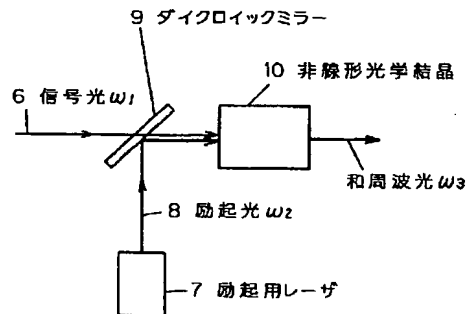 9 ダイクロイックミラー
10 非線形光学結晶
6 信号光ω1
和周波光ω3
8 励起光ω2
7 励起用レーザ